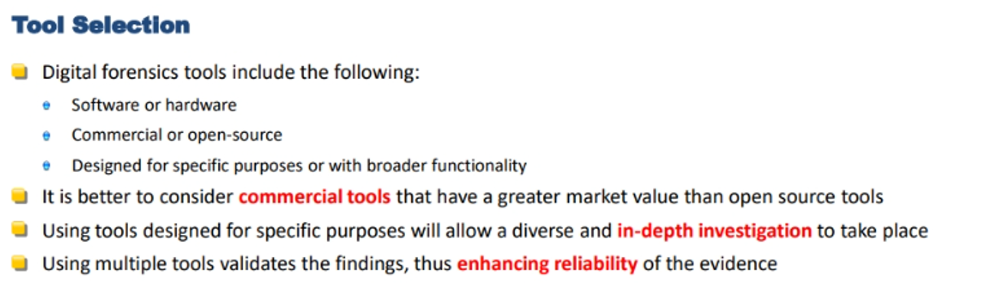 Tool Selection
Digital forensics tools include the following:
Software or hardware
Commercial or open-source
Designed for specific purposes or with broader functionality
It is better to consider commercial tools that have a greater market value than open source tools
Using tools designed for specific purposes will allow a diverse and in-depth investigation to take place
Using multiple tools validates the findings, thus enhancing reliability of the evidence